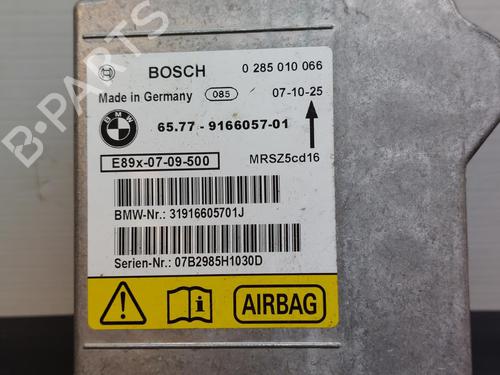 BOSCH 0 285 010 066
Made in Germany 085 07-10-25
BMW 65.77 - 9166057-01
E89x-07-09-500 MRSZ5cd16
BMW-Nr.: 31916605701J
Serien-Nr.: 07B2985H1030D
AIRBAG
B-PARTS